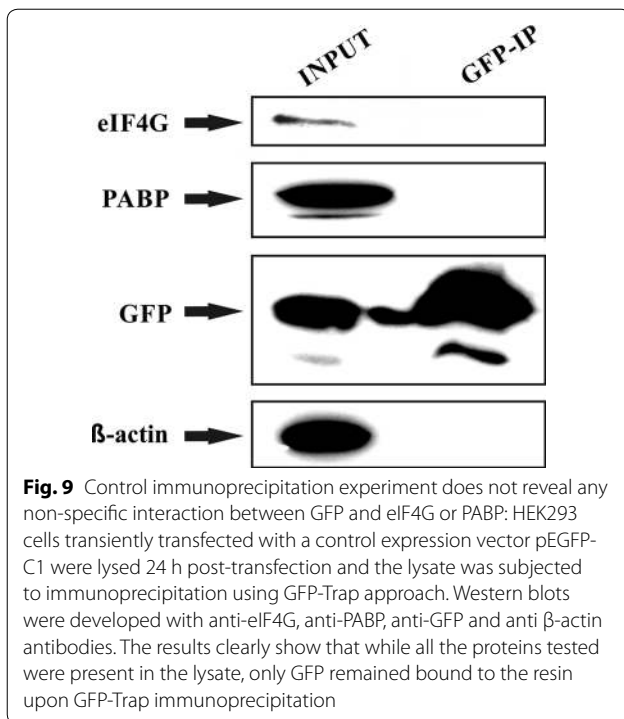 INPUT GFP-IP
eIF4G
PABP
GFP
ß-actin
Fig. 9 Control immunoprecipitation experiment does not reveal any
non-specific interaction between GFP and eIF4G or PABP: HEK293
cells transiently transfected with a control expression vector pEGFP-
C1 were lysed 24 h post-transfection and the lysate was subjected
to immunoprecipitation using GFP-Trap approach. Western blots
were developed with anti-eIF4G, anti-PABP, anti-GFP and anti β-actin
antibodies. The results clearly show that while all the proteins tested
were present in the lysate, only GFP remained bound to the resin
upon GFP-Trap immunoprecipitation